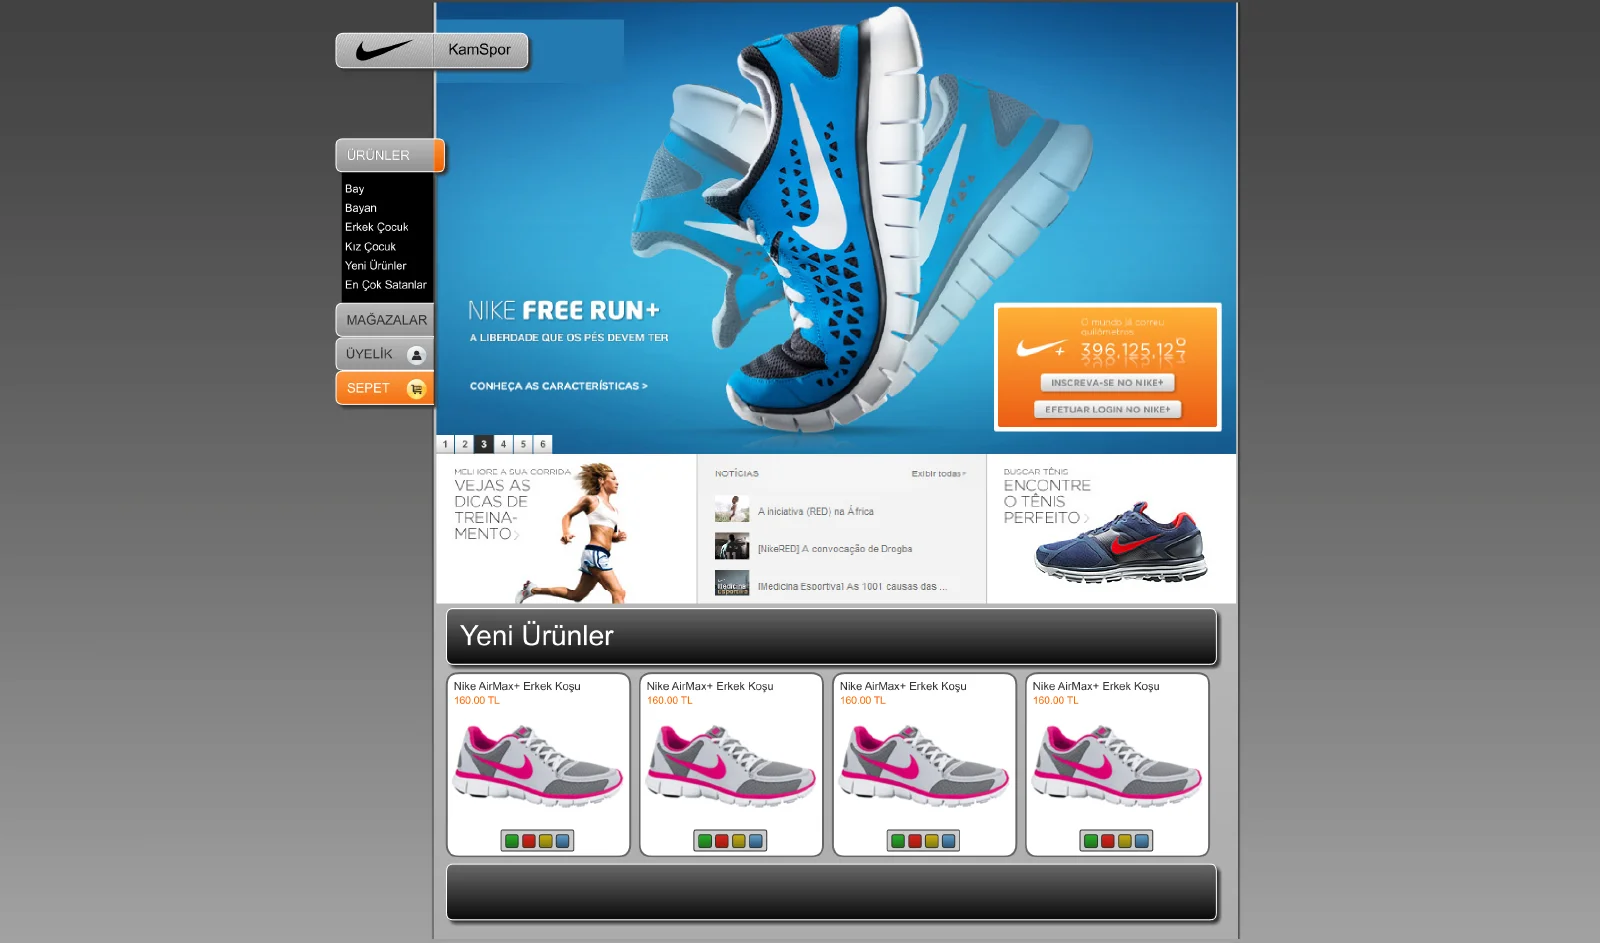 KamSpor
ÜRÜNLER
Bay
Bayan
Erkek Çocuk
Kız Çocuk
Yeni Ürünler
En Çok Satanlar
MAĞAZALAR
ÜYELİK
SEPET
NIKE FREE RUN+
A LIBERDADE QUE OS PÉS DEVEM TER
CONHEÇA AS CARACTERÍSTICAS >
O mundo já correu
quilômetros
396.125.12
INSCREVA-SE NO NIKE+
EFETUAR LOGIN NO NIKE+
1 2 3 4 5 6
MELHORE A SUA CORRIDA
VEJAS AS
DICAS DE
TREINA-
MENTO >
NOTÍCIAS
Exibir todas+
A iniciativa (RED) na África
[NikeRED] A convocação de Drogba
[Medicina Esportiva] As 1001 causas das ...
BUSCAR TÊNIS
ENCONTRE
O TÊNIS
PERFEITO >
Yeni Ürünler
Nike AirMax+ Erkek Koşu
160.00 TL
Nike AirMax+ Erkek Koşu
160.00 TL
Nike AirMax+ Erkek Koşu
160.00 TL
Nike AirMax+ Erkek Koşu
160.00 TL